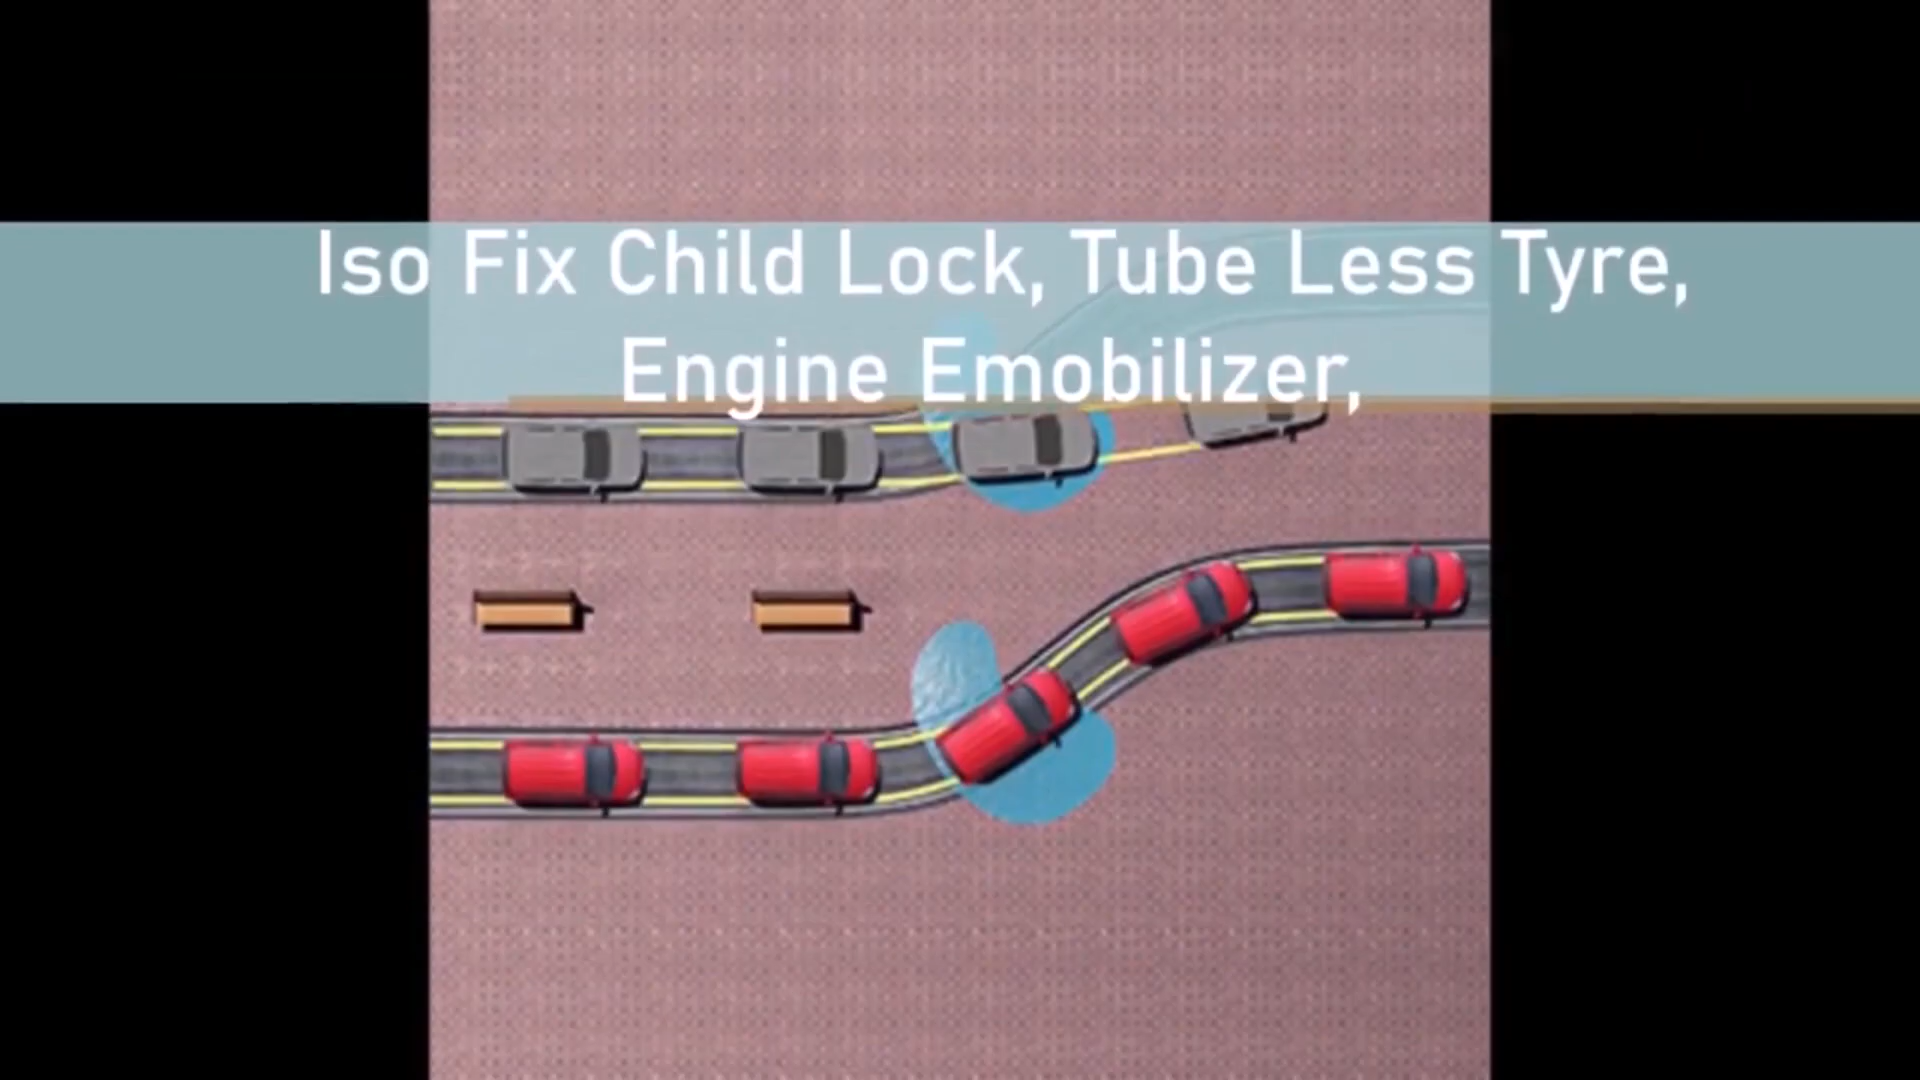 Iso Fix Child Lock, Tube Less Tyre,
Engine Emobilizer,